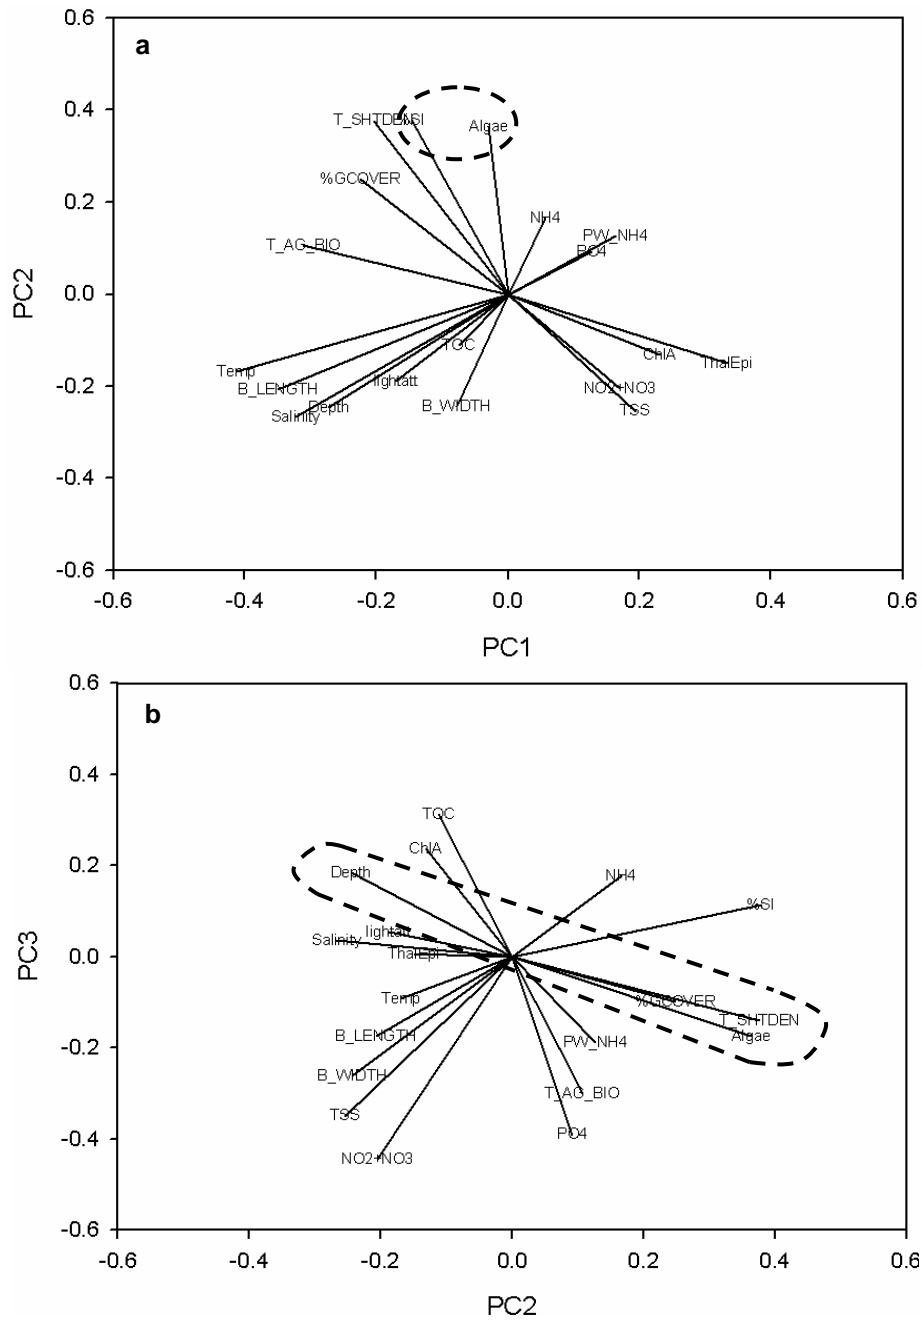 0.6
a
0.4
T_SHTDEN %SI
Algae
%GCOVER
0.2
NH4
PW_NH4
T_AG_BIO
PO4
PC2
0.0
TOC
ChlA
ThalEpi
Temp
lightatt
B_LENGTH
NO2+NO3
-0.2
Depth
B_WIDTH
Salinity
TSS
-0.4
-0.6
-0.6 -0.4 -0.2 0.0 0.2 0.4 0.6
PC1
0.6
b
0.4
TOC
ChlA
0.2
Depth
NH4
%SI
lightatt
Salinity
PC3
0.0
ThalEpi
Temp
%GCOVER
T_SHTDEN
B_LENGTH
PW_NH4
Algae
-0.2
B_WIDTH
T_AG_BIO
TSS
PO4
-0.4
NO2+NO3
-0.6
-0.6 -0.4 -0.2 0.0 0.2 0.4 0.6
PC2